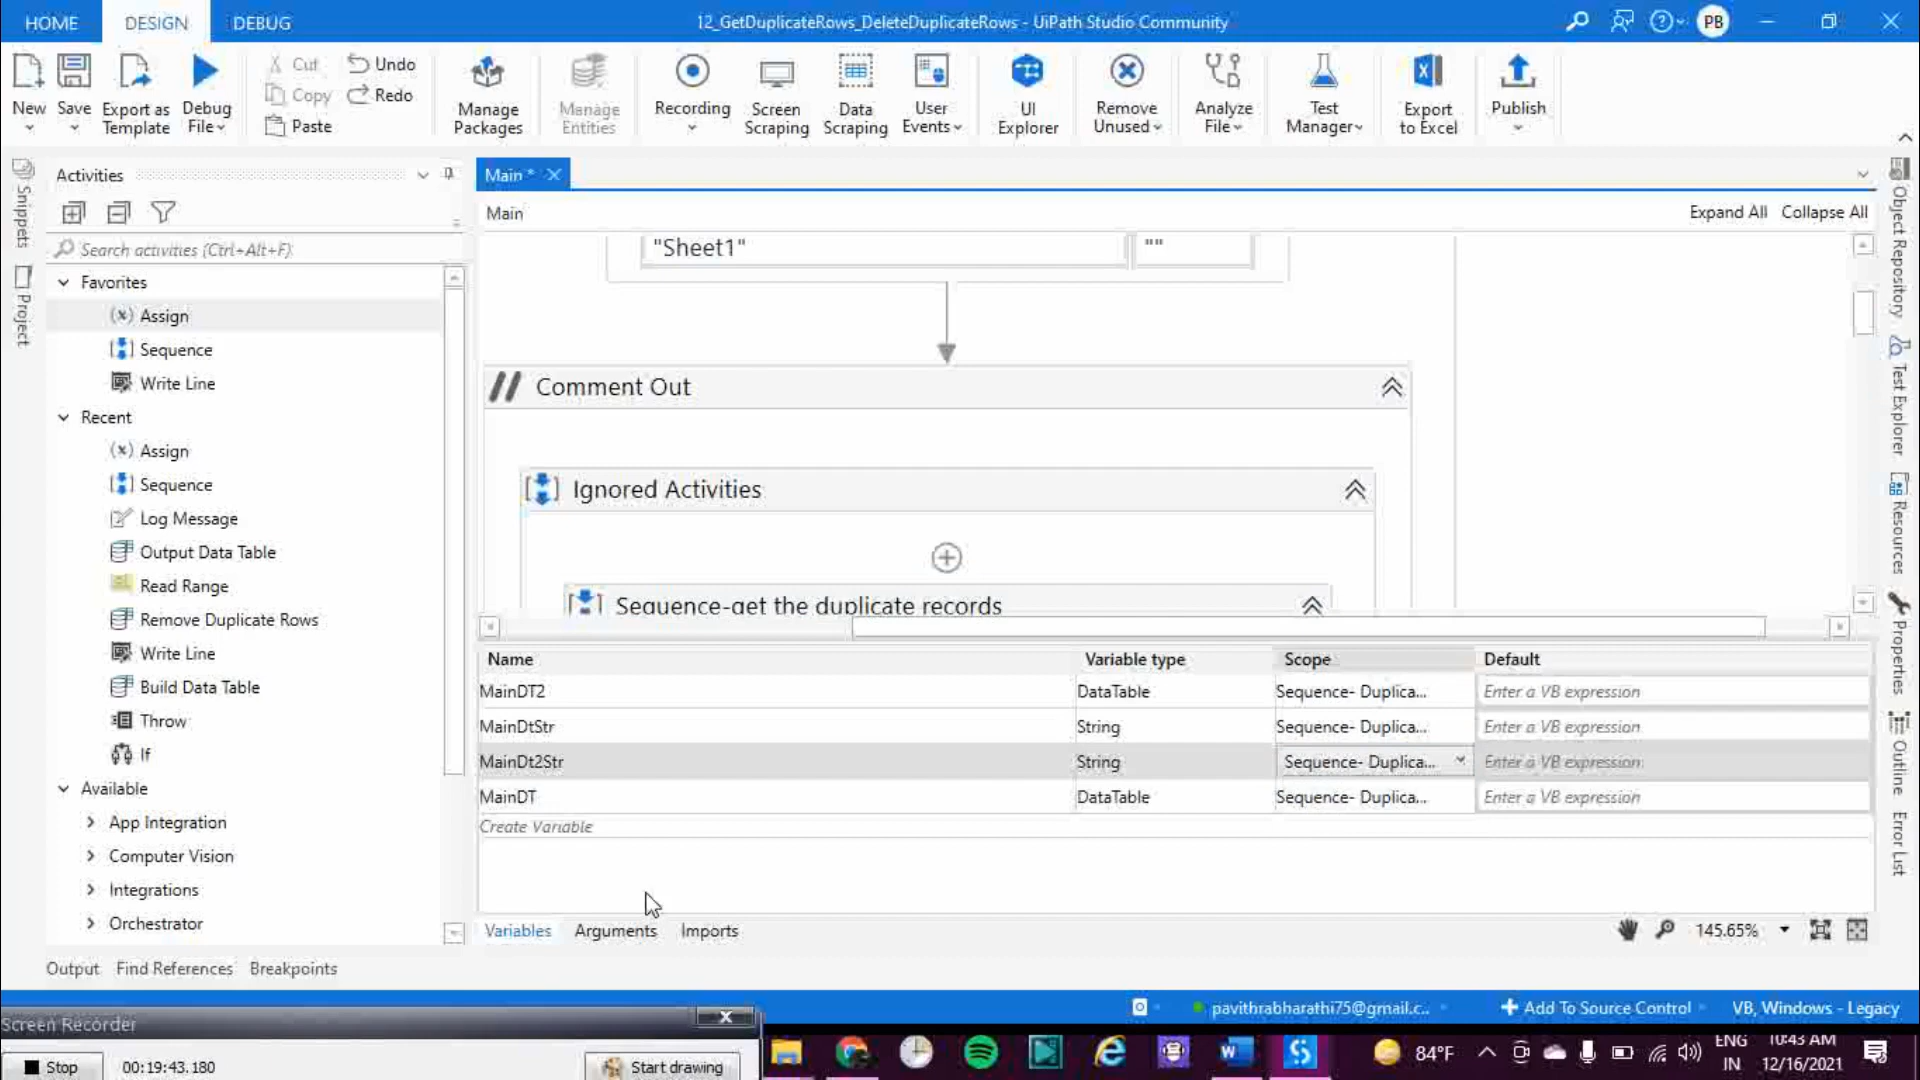 HOME DESIGN DEBUG 12_GetDuplicateRows_DeleteDuplicateRows - UiPath Studio Community PB
New Save Export as Template Debug File Cut Copy Paste Undo Redo Manage Packages Manage Entities Recording Screen Scraping Data Scraping User Events UI Explorer Remove Unused Analyze File Test Manager Export to Excel Publish
Snippets
Project
Activities
Search activities (Ctrl+Alt+F)
Favorites
Assign
Sequence
Write Line
Recent
Assign
Sequence
Log Message
Output Data Table
Read Range
Remove Duplicate Rows
Write Line
Build Data Table
Throw
If
Available
App Integration
Computer Vision
Integrations
Orchestrator
Main *
Main Expand All Collapse All
"Sheet1" ""
// Comment Out
Ignored Activities
Sequence-get the duplicate records
Name Variable type Scope Default
MainDT2 DataTable Sequence- Duplica... Enter a VB expression
MainDtStr String Sequence- Duplica... Enter a VB expression
MainDt2Str String Sequence- Duplica... Enter a VB expression
MainDT DataTable Sequence- Duplica... Enter a VB expression
Create Variable
Variables Arguments Imports 145.65%
Object Repository
Test Explorer
Resources
Properties
Outline
Error List
Output Find References Breakpoints
pavithrabharathi75@gmail.c... Add To Source Control VB, Windows - Legacy
Screen Recorder
Stop 00:19:43.180 Start drawing
84°F ENG IN 10:43 AM 12/16/2021